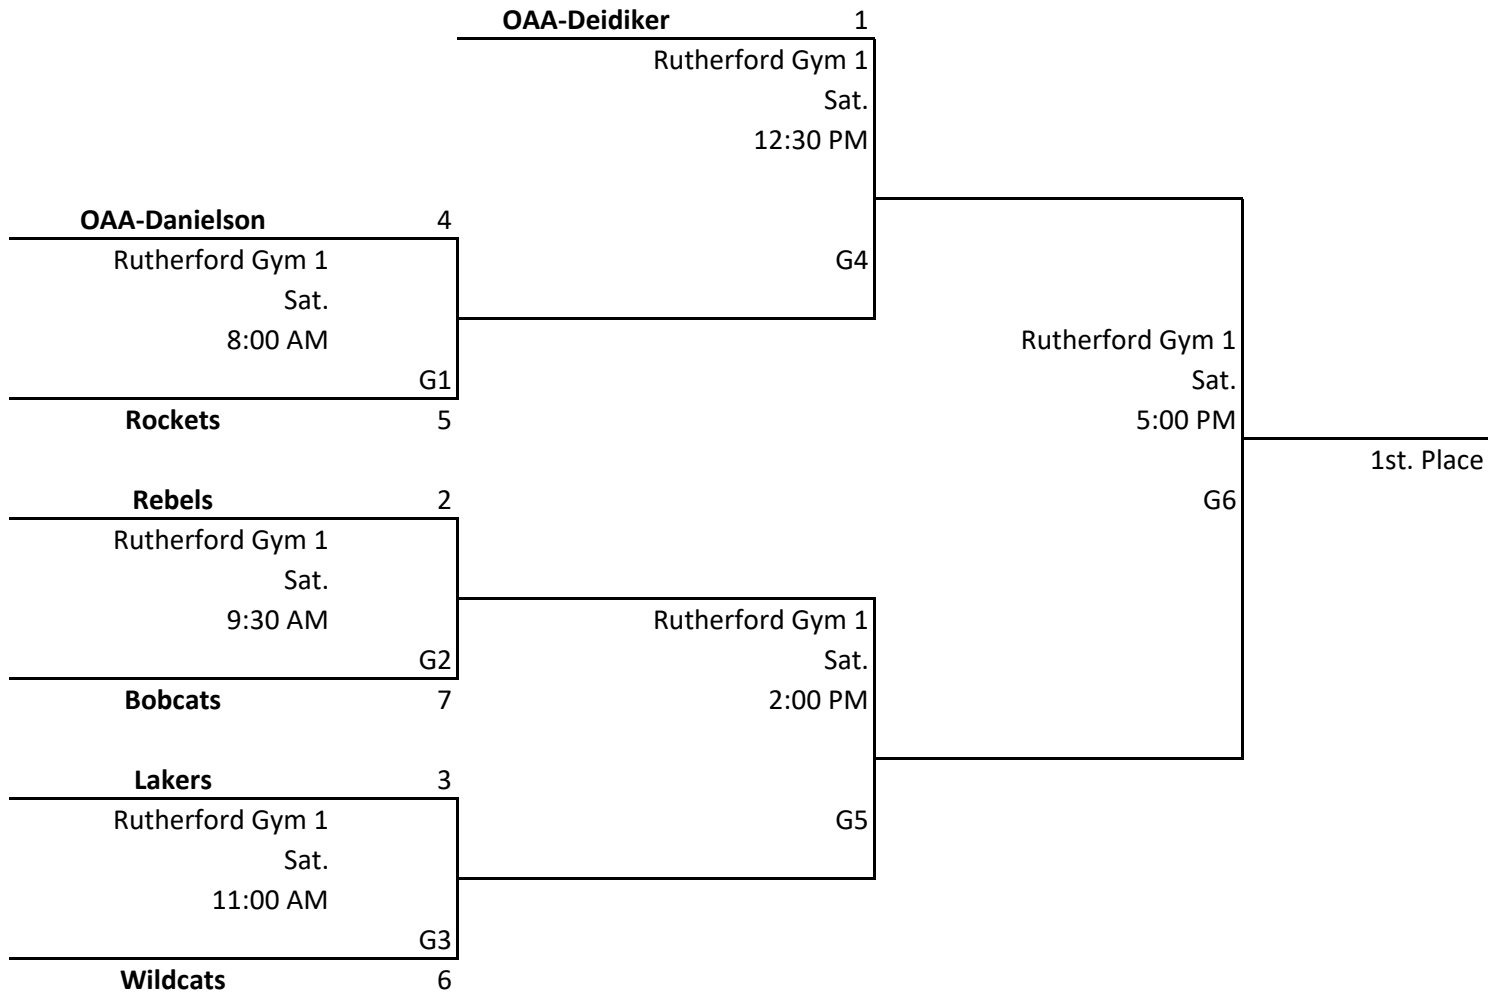 OAA-Deidiker 1
Rutherford Gym 1
Sat.
12:30 PM
G4
OAA-Danielson 4
Rutherford Gym 1
Sat.
8:00 AM
G1
Rockets 5
Rutherford Gym 1
Sat.
5:00 PM
G6
1st. Place
Rebels 2
Rutherford Gym 1
Sat.
9:30 AM
G2
Bobcats 7
Rutherford Gym 1
Sat.
2:00 PM
G5
Lakers 3
Rutherford Gym 1
Sat.
11:00 AM
G3
Wildcats 6